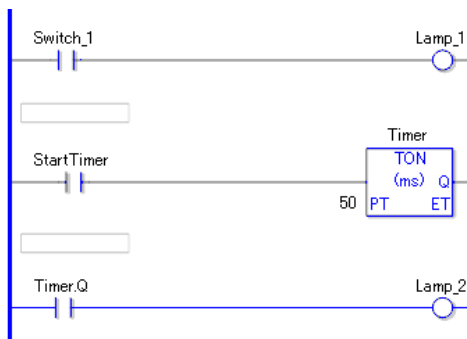 Switch_1 Lamp_1
Timer
StartTimer TON
(ms) Q
50 PT ET
Timer.Q Lamp_2